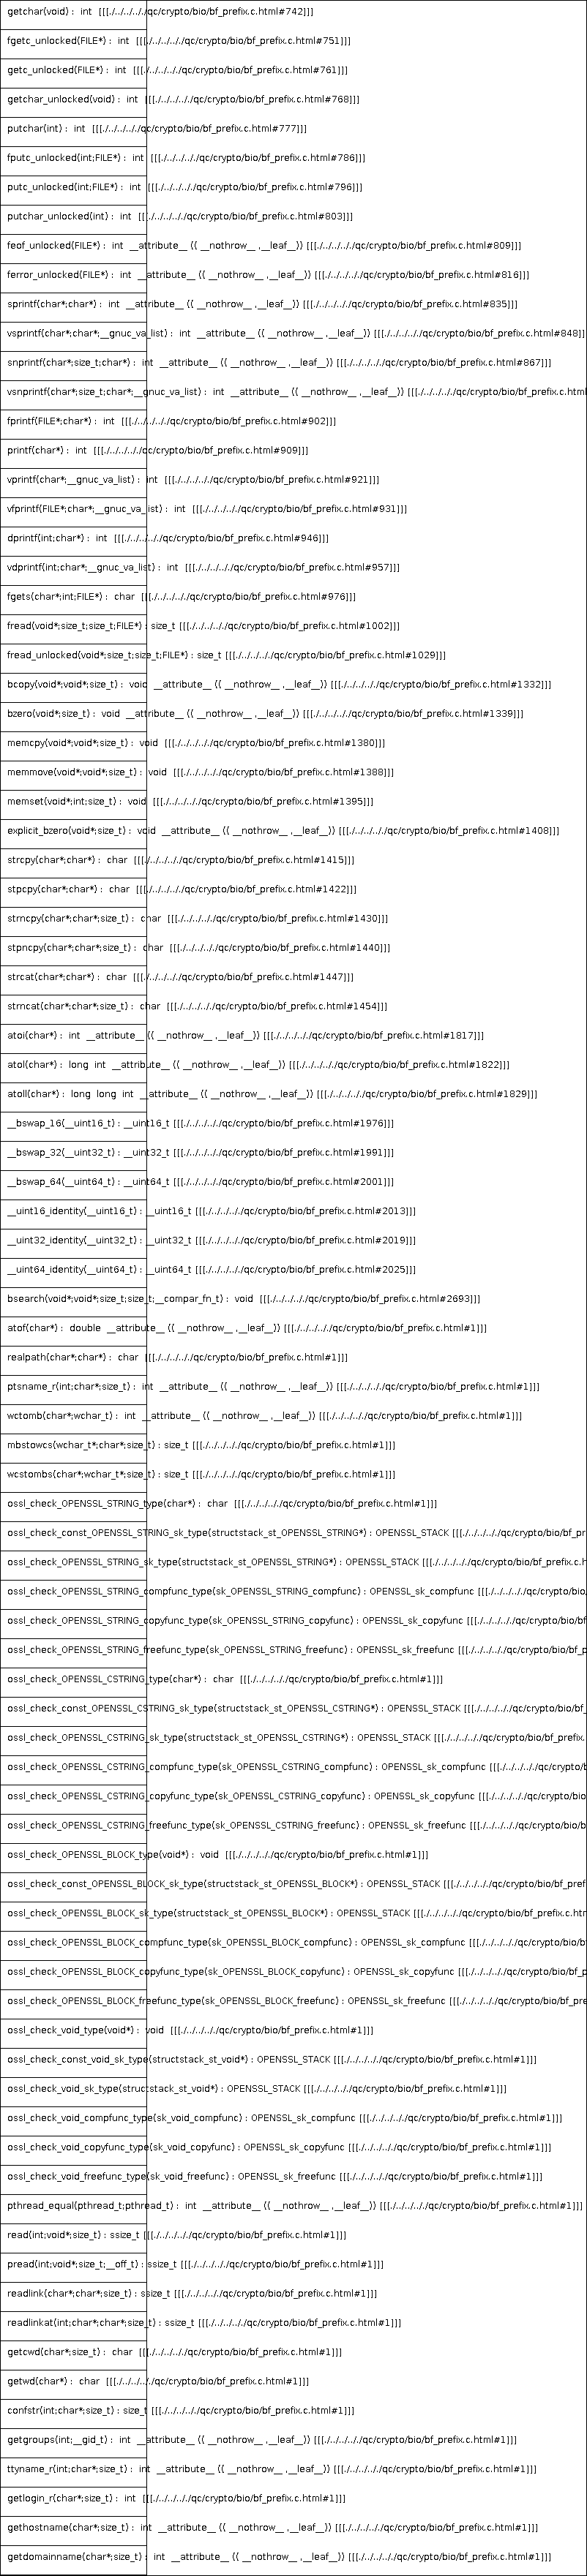 getchar(void) :  int  [[[./../../../qc/crypto/bio/bf_prefix.c.html#742]]]
fgetc_unlocked(FILE*) :  int  [[[./../../../qc/crypto/bio/bf_prefix.c.html#751]]]
getc_unlocked(FILE*) :  int  [[[./../../../qc/crypto/bio/bf_prefix.c.html#761]]]
getchar_unlocked(void) :  int  [[[./../../../qc/crypto/bio/bf_prefix.c.html#768]]]
putchar(int) :  int  [[[./../../../qc/crypto/bio/bf_prefix.c.html#777]]]
fputc_unlocked(int;FILE*) :  int  [[[./../../../qc/crypto/bio/bf_prefix.c.html#786]]]
putc_unlocked(int;FILE*) :  int  [[[./../../../qc/crypto/bio/bf_prefix.c.html#796]]]
putchar_unlocked(int) :  int  [[[./../../../qc/crypto/bio/bf_prefix.c.html#803]]]
feof_unlocked(FILE*) :  int  __attribute__ (( __nothrow__ ,__leaf__)) [[[./../../../qc/crypto/bio/bf_prefix.c.html#809]]]
ferror_unlocked(FILE*) :  int  __attribute__ (( __nothrow__ ,__leaf__)) [[[./../../../qc/crypto/bio/bf_prefix.c.html#816]]]
sprintf(char*;char*) :  int  __attribute__ (( __nothrow__ ,__leaf__)) [[[./../../../qc/crypto/bio/bf_prefix.c.html#835]]]
vsprintf(char*;char*;__gnuc_va_list) :  int  __attribute__ (( __nothrow__ ,__leaf__)) [[[./../../../qc/crypto/bio/bf_prefix.c.html#848]]
snprintf(char*;size_t;char*) :  int  __attribute__ (( __nothrow__ ,__leaf__)) [[[./../../../qc/crypto/bio/bf_prefix.c.html#867]]]
vsnprintf(char*;size_t;char*;__gnuc_va_list) :  int  __attribute__ (( __nothrow__ ,__leaf__)) [[[./../../../qc/crypto/bio/bf_prefix.c.html
fprintf(FILE*;char*) :  int  [[[./../../../qc/crypto/bio/bf_prefix.c.html#902]]]
printf(char*) :  int  [[[./../../../qc/crypto/bio/bf_prefix.c.html#909]]]
vprintf(char*;__gnuc_va_list) :  int  [[[./../../../qc/crypto/bio/bf_prefix.c.html#921]]]
vfprintf(FILE*;char*;__gnuc_va_list) :  int  [[[./../../../qc/crypto/bio/bf_prefix.c.html#931]]]
dprintf(int;char*) :  int  [[[./../../../qc/crypto/bio/bf_prefix.c.html#946]]]
vdprintf(int;char*;__gnuc_va_list) :  int  [[[./../../../qc/crypto/bio/bf_prefix.c.html#957]]]
fgets(char*;int;FILE*) :  char  [[[./../../../qc/crypto/bio/bf_prefix.c.html#976]]]
fread(void*;size_t;size_t;FILE*) : size_t [[[./../../../qc/crypto/bio/bf_prefix.c.html#1002]]]
fread_unlocked(void*;size_t;size_t;FILE*) : size_t [[[./../../../qc/crypto/bio/bf_prefix.c.html#1029]]]
bcopy(void*;void*;size_t) :  void  __attribute__ (( __nothrow__ ,__leaf__)) [[[./../../../qc/crypto/bio/bf_prefix.c.html#1332]]]
bzero(void*;size_t) :  void  __attribute__ (( __nothrow__ ,__leaf__)) [[[./../../../qc/crypto/bio/bf_prefix.c.html#1339]]]
memcpy(void*;void*;size_t) :  void  [[[./../../../qc/crypto/bio/bf_prefix.c.html#1380]]]
memmove(void*;void*;size_t) :  void  [[[./../../../qc/crypto/bio/bf_prefix.c.html#1388]]]
memset(void*;int;size_t) :  void  [[[./../../../qc/crypto/bio/bf_prefix.c.html#1395]]]
explicit_bzero(void*;size_t) :  void  __attribute__ (( __nothrow__ ,__leaf__)) [[[./../../../qc/crypto/bio/bf_prefix.c.html#1408]]]
strcpy(char*;char*) :  char  [[[./../../../qc/crypto/bio/bf_prefix.c.html#1415]]]
stpcpy(char*;char*) :  char  [[[./../../../qc/crypto/bio/bf_prefix.c.html#1422]]]
strncpy(char*;char*;size_t) :  char  [[[./../../../qc/crypto/bio/bf_prefix.c.html#1430]]]
stpncpy(char*;char*;size_t) :  char  [[[./../../../qc/crypto/bio/bf_prefix.c.html#1440]]]
strcat(char*;char*) :  char  [[[./../../../qc/crypto/bio/bf_prefix.c.html#1447]]]
strncat(char*;char*;size_t) :  char  [[[./../../../qc/crypto/bio/bf_prefix.c.html#1454]]]
atoi(char*) :  int  __attribute__ (( __nothrow__ ,__leaf__)) [[[./../../../qc/crypto/bio/bf_prefix.c.html#1817]]]
atol(char*) :  long  int  __attribute__ (( __nothrow__ ,__leaf__)) [[[./../../../qc/crypto/bio/bf_prefix.c.html#1822]]]
atoll(char*) :  long  long  int  __attribute__ (( __nothrow__ ,__leaf__)) [[[./../../../qc/crypto/bio/bf_prefix.c.html#1829]]]
__bswap_16(__uint16_t) : __uint16_t [[[./../../../qc/crypto/bio/bf_prefix.c.html#1976]]]
__bswap_32(__uint32_t) : __uint32_t [[[./../../../qc/crypto/bio/bf_prefix.c.html#1991]]]
__bswap_64(__uint64_t) : __uint64_t [[[./../../../qc/crypto/bio/bf_prefix.c.html#2001]]]
__uint16_identity(__uint16_t) : __uint16_t [[[./../../../qc/crypto/bio/bf_prefix.c.html#2013]]]
__uint32_identity(__uint32_t) : __uint32_t [[[./../../../qc/crypto/bio/bf_prefix.c.html#2019]]]
__uint64_identity(__uint64_t) : __uint64_t [[[./../../../qc/crypto/bio/bf_prefix.c.html#2025]]]
bsearch(void*;void*;size_t;size_t;__compar_fn_t) :  void  [[[./../../../qc/crypto/bio/bf_prefix.c.html#2693]]]
atof(char*) :  double  __attribute__ (( __nothrow__ ,__leaf__)) [[[./../../../qc/crypto/bio/bf_prefix.c.html#1]]]
realpath(char*;char*) :  char  [[[./../../../qc/crypto/bio/bf_prefix.c.html#1]]]
ptsname_r(int;char*;size_t) :  int  __attribute__ (( __nothrow__ ,__leaf__)) [[[./../../../qc/crypto/bio/bf_prefix.c.html#1]]]
wctomb(char*;wchar_t) :  int  __attribute__ (( __nothrow__ ,__leaf__)) [[[./../../../qc/crypto/bio/bf_prefix.c.html#1]]]
mbstowcs(wchar_t*;char*;size_t) : size_t [[[./../../../qc/crypto/bio/bf_prefix.c.html#1]]]
wcstombs(char*;wchar_t*;size_t) : size_t [[[./../../../qc/crypto/bio/bf_prefix.c.html#1]]]
ossl_check_OPENSSL_STRING_type(char*) :  char  [[[./../../../qc/crypto/bio/bf_prefix.c.html#1]]]
ossl_check_const_OPENSSL_STRING_sk_type(structstack_st_OPENSSL_STRING*) : OPENSSL_STACK [[[./../../../qc/crypto/bio/bf_pr
ossl_check_OPENSSL_STRING_sk_type(structstack_st_OPENSSL_STRING*) : OPENSSL_STACK [[[./../../../qc/crypto/bio/bf_prefix.c.h
ossl_check_OPENSSL_STRING_compfunc_type(sk_OPENSSL_STRING_compfunc) : OPENSSL_sk_compfunc [[[./../../../qc/crypto/bio,
ossl_check_OPENSSL_STRING_copyfunc_type(sk_OPENSSL_STRING_copyfunc) : OPENSSL_sk_copyfunc [[[./../../../qc/crypto/bio/bf
ossl_check_OPENSSL_STRING_freefunc_type(sk_OPENSSL_STRING_freefunc) : OPENSSL_sk_freefunc [[[./../../../qc/crypto/bio/bf_p
ossl_check_OPENSSL_CSTRING_type(char*) :  char  [[[./../../../qc/crypto/bio/bf_prefix.c.html#1]]]
ossl_check_const_OPENSSL_CSTRING_sk_type(structstack_st_OPENSSL_CSTRING*) : OPENSSL_STACK [[[./../../../qc/crypto/bio/bf_
ossl_check_OPENSSL_CSTRING_sk_type(structstack_st_OPENSSL_CSTRING*) : OPENSSL_STACK [[[./../../../qc/crypto/bio/bf_prefix.
ossl_check_OPENSSL_CSTRING_compfunc_type(sk_OPENSSL_CSTRING_compfunc) : OPENSSL_sk_compfunc [[[./../../../qc/crypto/b
ossl_check_OPENSSL_CSTRING_copyfunc_type(sk_OPENSSL_CSTRING_copyfunc) : OPENSSL_sk_copyfunc [[[./../../../qc/crypto/bio
ossl_check_OPENSSL_CSTRING_freefunc_type(sk_OPENSSL_CSTRING_freefunc) : OPENSSL_sk_freefunc [[[./../../../qc/crypto/bio/b
ossl_check_OPENSSL_BLOCK_type(void*) :  void  [[[./../../../qc/crypto/bio/bf_prefix.c.html#1]]]
ossl_check_const_OPENSSL_BLOCK_sk_type(structstack_st_OPENSSL_BLOCK*) : OPENSSL_STACK [[[./../../../qc/crypto/bio/bf_pref
ossl_check_OPENSSL_BLOCK_sk_type(structstack_st_OPENSSL_BLOCK*) : OPENSSL_STACK [[[./../../../qc/crypto/bio/bf_prefix.c.htr
ossl_check_OPENSSL_BLOCK_compfunc_type(sk_OPENSSL_BLOCK_compfunc) : OPENSSL_sk_compfunc [[[./../../../qc/crypto/bio/b
ossl_check_OPENSSL_BLOCK_copyfunc_type(sk_OPENSSL_BLOCK_copyfunc) : OPENSSL_sk_copyfunc [[[./../../../qc/crypto/bio/bf_p
ossl_check_OPENSSL_BLOCK_freefunc_type(sk_OPENSSL_BLOCK_freefunc) : OPENSSL_sk_freefunc [[[./../../../qc/crypto/bio/bf_pre
ossl_check_void_type(void*) :  void  [[[./../../../qc/crypto/bio/bf_prefix.c.html#1]]]
ossl_check_const_void_sk_type(structstack_st_void*) : OPENSSL_STACK [[[./../../../qc/crypto/bio/bf_prefix.c.html#1]]]
ossl_check_void_sk_type(structstack_st_void*) : OPENSSL_STACK [[[./../../../qc/crypto/bio/bf_prefix.c.html#1]]]
ossl_check_void_compfunc_type(sk_void_compfunc) : OPENSSL_sk_compfunc [[[./../../../qc/crypto/bio/bf_prefix.c.html#1]]]
ossl_check_void_copyfunc_type(sk_void_copyfunc) : OPENSSL_sk_copyfunc [[[./../../../qc/crypto/bio/bf_prefix.c.html#1]]]
ossl_check_void_freefunc_type(sk_void_freefunc) : OPENSSL_sk_freefunc [[[./../../../qc/crypto/bio/bf_prefix.c.html#1]]]
pthread_equal(pthread_t;pthread_t) :  int  __attribute__ (( __nothrow__ ,__leaf__)) [[[./../../../qc/crypto/bio/bf_prefix.c.html#1]]]
read(int;void*;size_t) : ssize_t [[[./../../../qc/crypto/bio/bf_prefix.c.html#1]]]
pread(int;void*;size_t;__off_t) : ssize_t [[[./../../../qc/crypto/bio/bf_prefix.c.html#1]]]
readlink(char*;char*;size_t) : ssize_t [[[./../../../qc/crypto/bio/bf_prefix.c.html#1]]]
readlinkat(int;char*;char*;size_t) : ssize_t [[[./../../../qc/crypto/bio/bf_prefix.c.html#1]]]
getcwd(char*;size_t) :  char  [[[./../../../qc/crypto/bio/bf_prefix.c.html#1]]]
getwd(char*) :  char  [[[./../../../qc/crypto/bio/bf_prefix.c.html#1]]]
confstr(int;char*;size_t) : size_t [[[./../../../qc/crypto/bio/bf_prefix.c.html#1]]]
getgroups(int;__gid_t) :  int  __attribute__ (( __nothrow__ ,__leaf__)) [[[./../../../qc/crypto/bio/bf_prefix.c.html#1]]]
ttyname_r(int;char*;size_t) :  int  __attribute__ (( __nothrow__ ,__leaf__)) [[[./../../../qc/crypto/bio/bf_prefix.c.html#1]]]
getlogin_r(char*;size_t) :  int  [[[./../../../qc/crypto/bio/bf_prefix.c.html#1]]]
gethostname(char*;size_t) :  int  __attribute__ (( __nothrow__ ,__leaf__)) [[[./../../../qc/crypto/bio/bf_prefix.c.html#1]]]
getdomainname(char*;size_t) :  int  __attribute__ (( __nothrow__ ,__leaf__)) [[[./../../../qc/crypto/bio/bf_prefix.c.html#1]]]